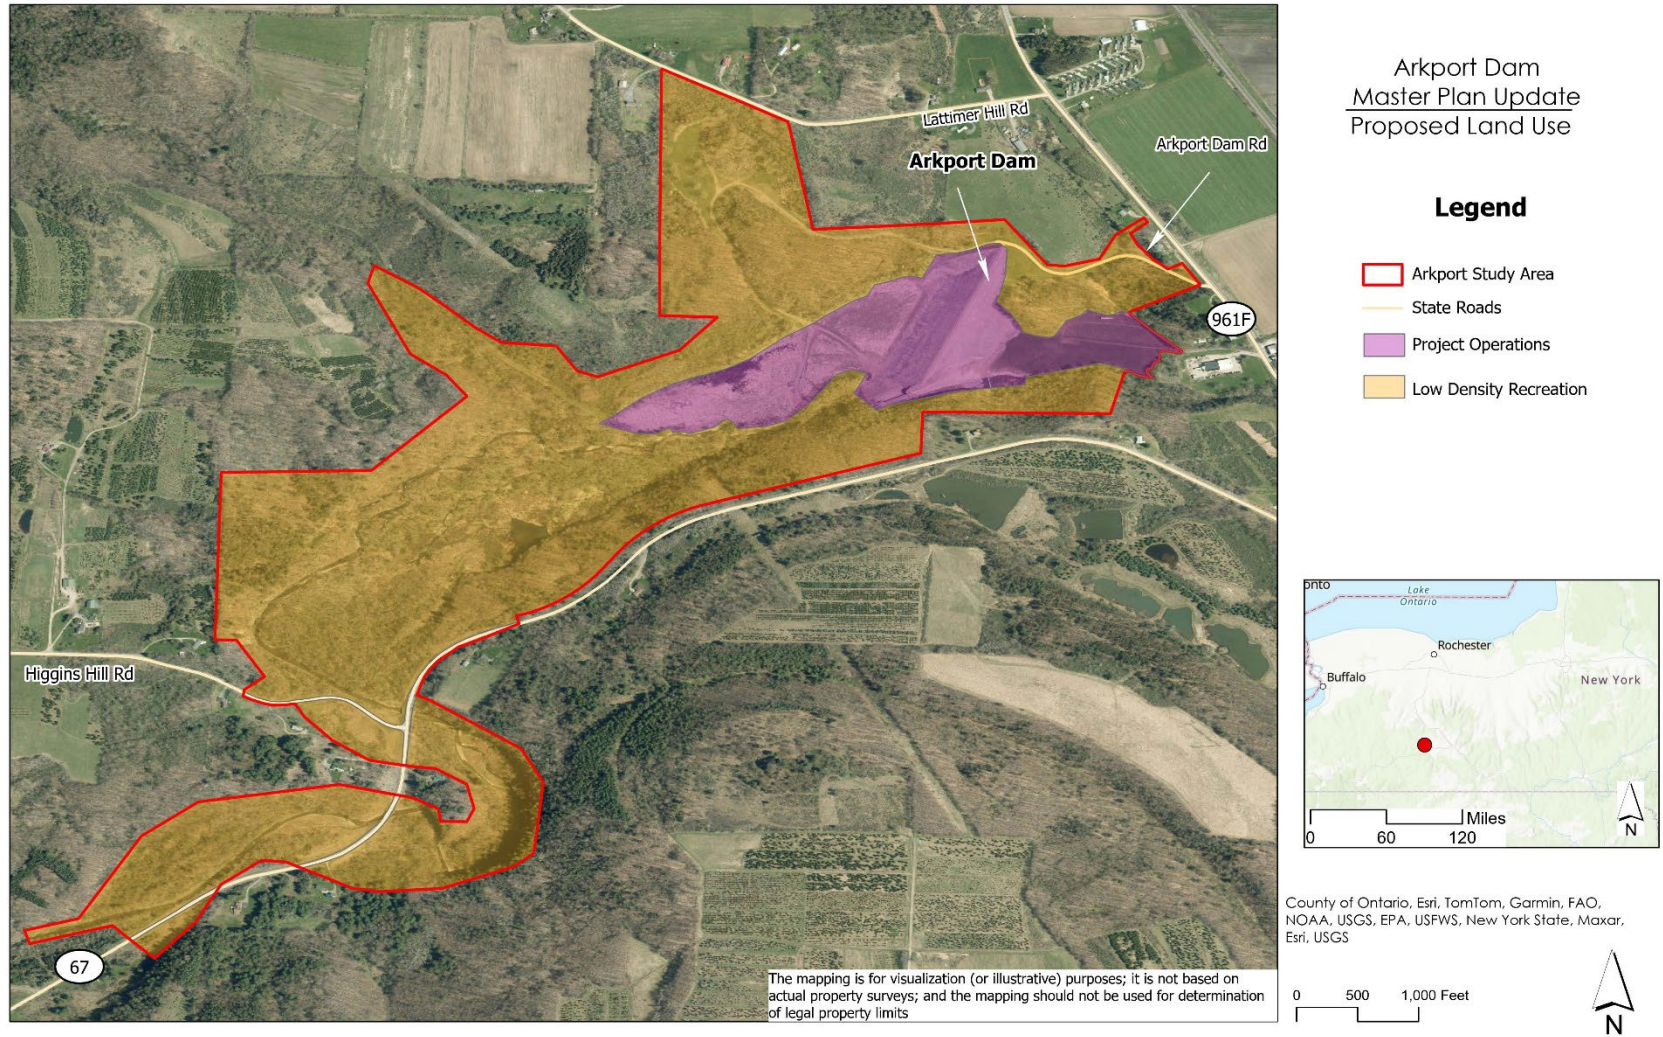 Arkport Dam
Master Plan Update
Proposed Land Use
Legend
Arkport Study Area
State Roads
Project Operations
Low Density Recreation
Lattimer Hill Rd
Arkport Dam Rd
Arkport Dam
961F
Higgins Hill Rd
67
The mapping is for visualization (or illustrative) purposes; it is not based on
actual property surveys; and the mapping should not be used for determination
of legal property limits
onto
Lake
Ontario
Rochester
Buffalo
New York
Miles
0 60 120
N
County of Ontario, Esri, TomTom, Garmin, FAO,
NOAA, USGS, EPA, USFWS, New York State, Maxar,
Esri, USGS
0 500 1,000 Feet
N